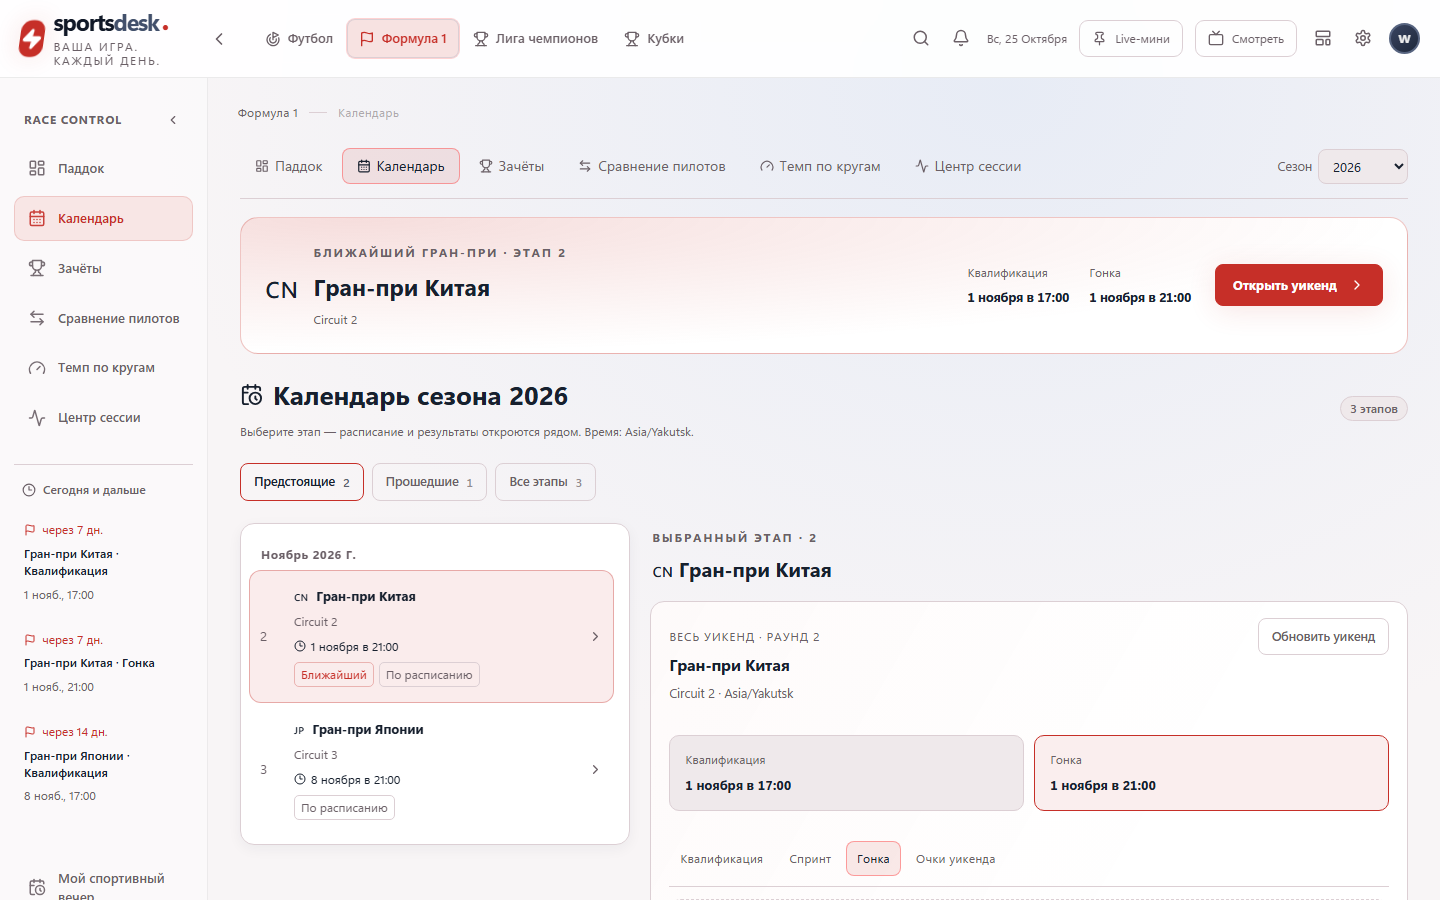 sportsdesk.
ВАША ИГРА.
КАЖДЫЙ ДЕНЬ.
Футбол
Формула 1
Лига чемпионов
Кубки
Вс, 25 Октября
Live-мини
Смотреть
W
RACE CONTROL
Паддок
Календарь
Зачёты
Сравнение пилотов
Темп по кругам
Центр сессии
Сегодня и дальше
через 7 дн.
Гран-при Китая ·
Квалификация
1 нояб., 17:00
через 7 дн.
Гран-при Китая · Гонка
1 нояб., 21:00
через 14 дн.
Гран-при Японии ·
Квалификация
8 нояб., 17:00
Мой спортивный
вечер
Формула 1
Календарь
Паддок
Календарь
Зачёты
Сравнение пилотов
Темп по кругам
Центр сессии
Сезон
2026
БЛИЖАЙШИЙ ГРАН-ПРИ · ЭТАП 2
CN Гран-при Китая
Circuit 2
Квалификация
1 ноября в 17:00
Гонка
1 ноября в 21:00
Открыть уикенд
Календарь сезона 2026
Выберите этап — расписание и результаты откроются рядом. Время: Asia/Yakutsk.
3 этапов
Предстоящие 2
Прошедшие 1
Все этапы 3
Ноябрь 2026 Г.
2
CN Гран-при Китая
Circuit 2
1 ноября в 21:00
Ближайший
По расписанию
3
JP Гран-при Японии
Circuit 3
8 ноября в 21:00
По расписанию
ВЫБРАННЫЙ ЭТАП · 2
CN Гран-при Китая
ВЕСЬ УИКЕНД · РАУНД 2
Гран-при Китая
Circuit 2 · Asia/Yakutsk
Обновить уикенд
Квалификация
1 ноября в 17:00
Гонка
1 ноября в 21:00
Квалификация
Спринт
Гонка
Очки уикенда